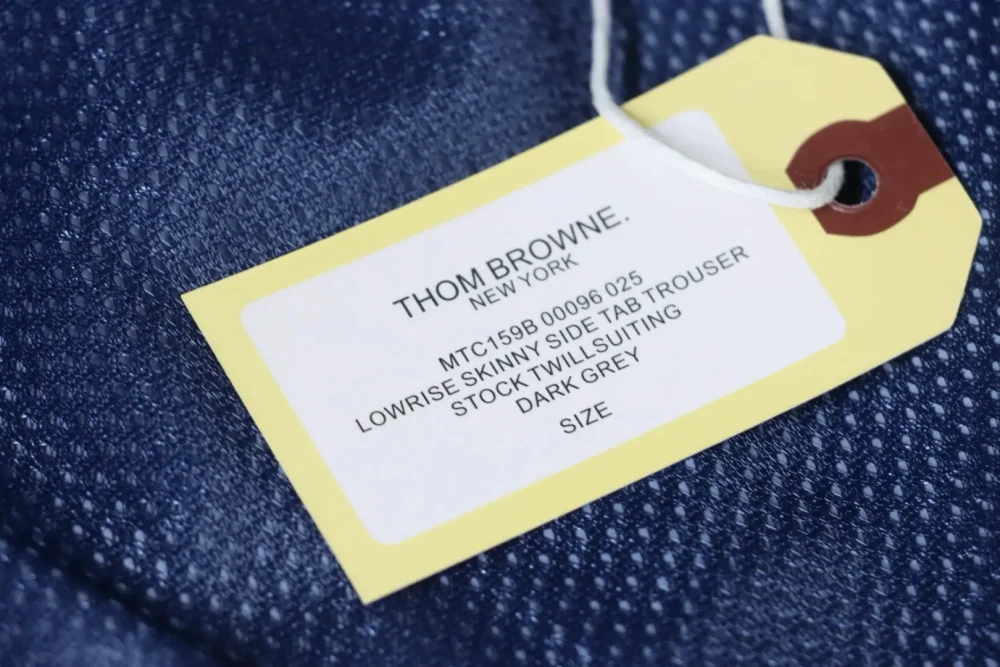 THOM BROWNE.
NEW YORK
MTC159B 00096 025
LOWRISE SKINNY SIDE TAB TROUSER
STOCK TWILLSUITING
DARK GREY
SIZE